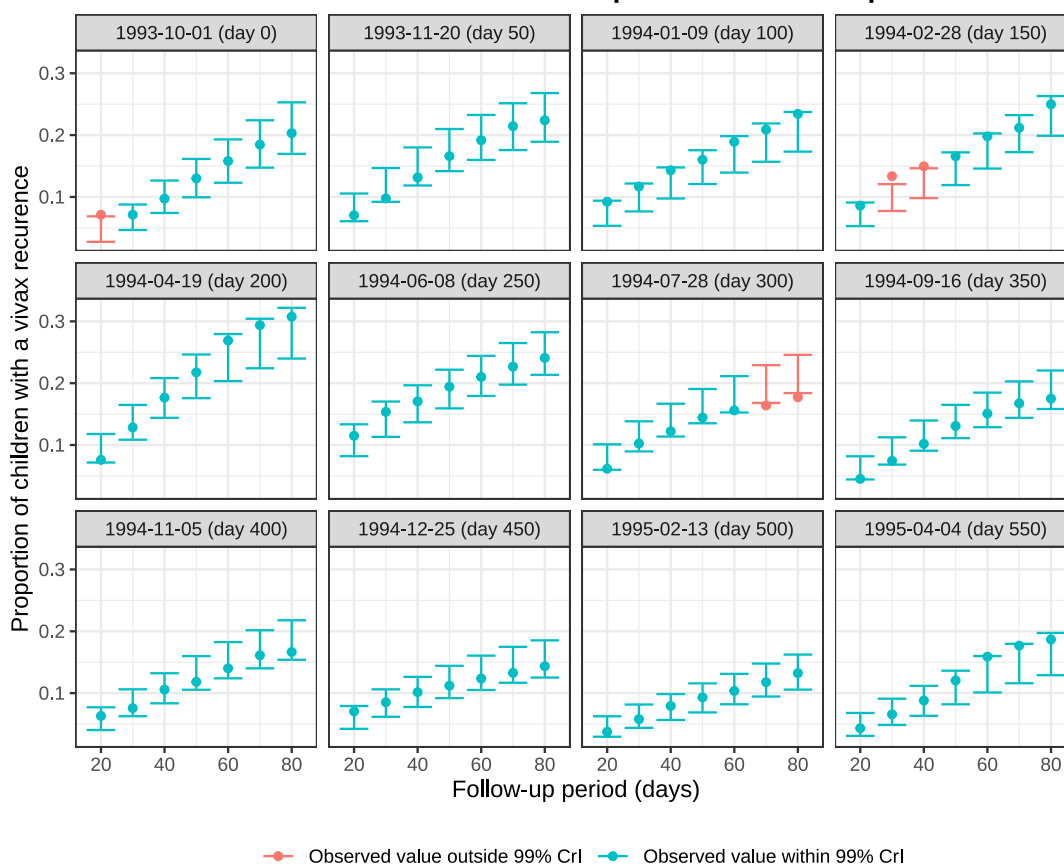 1993-10-01 (day 0) 1993-11-20 (day 50) 1994-01-09 (day 100) 1994-02-28 (day 150)
0.3
0.2
0.1
1994-04-19 (day 200) 1994-06-08 (day 250) 1994-07-28 (day 300) 1994-09-16 (day 350)
0.3
0.2
0.1
1994-11-05 (day 400) 1994-12-25 (day 450) 1995-02-13 (day 500) 1995-04-04 (day 550)
0.3
0.2
0.1
20 40 60 80 20 40 60 80 20 40 60 80 20 40 60 80
Proportion of children with a vivax recurence
Follow-up period (days)
Observed value outside 99% CrI Observed value within 99% CrI